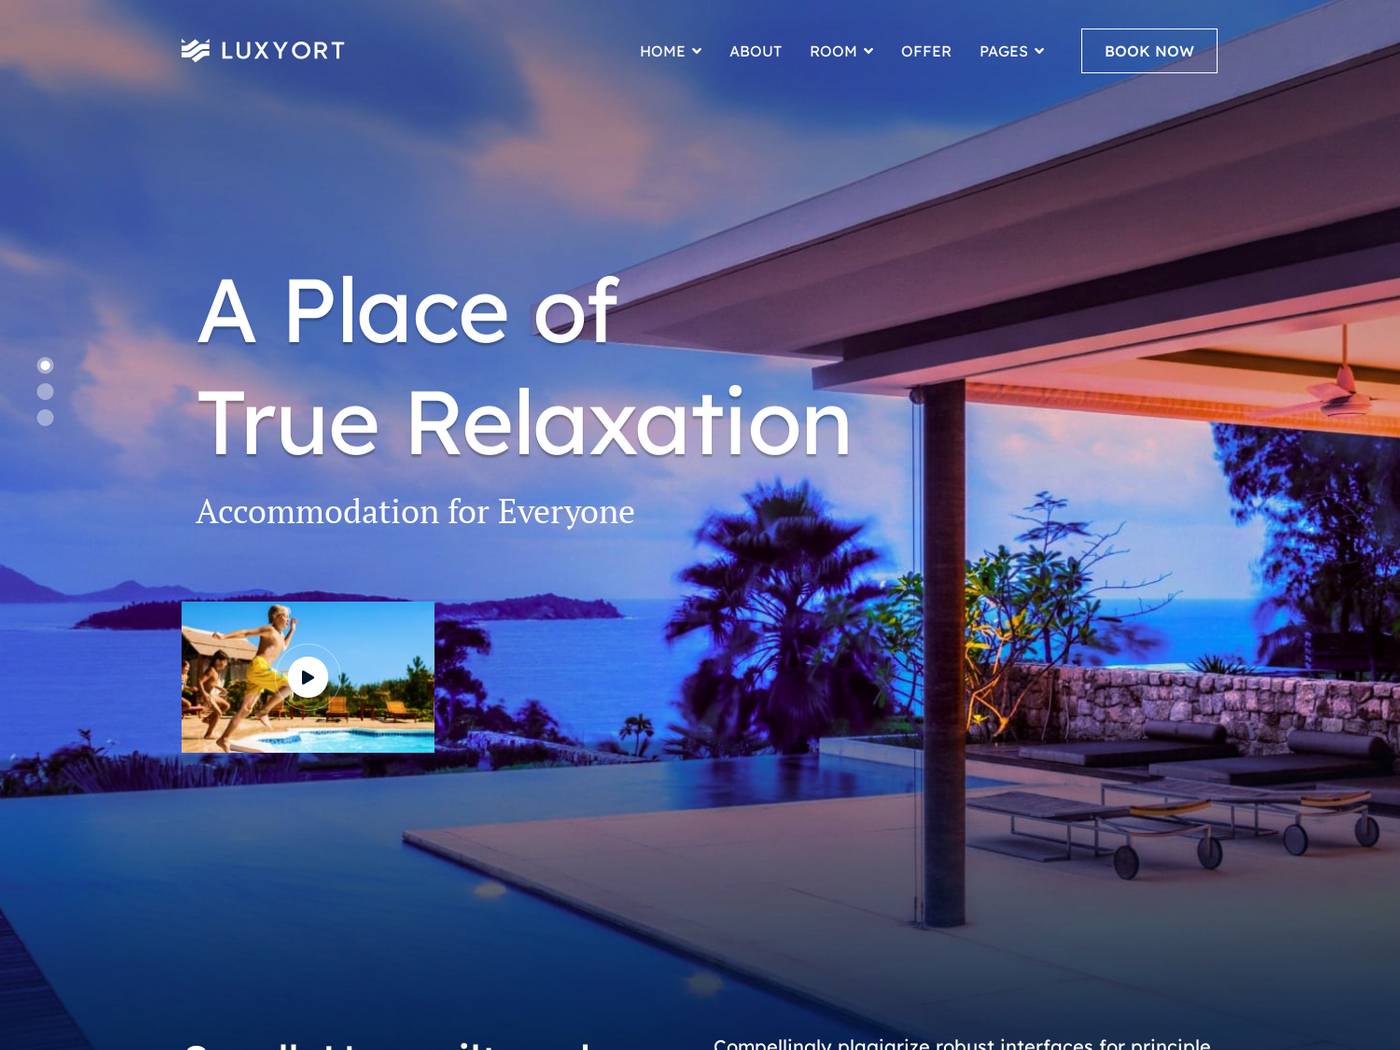 LUXYORT
HOME
ABOUT
ROOM
OFFER
PAGES
BOOK NOW
A Place of
True Relaxation
Accommodation for Everyone
Compellingly plagiarize robust interfaces for principle